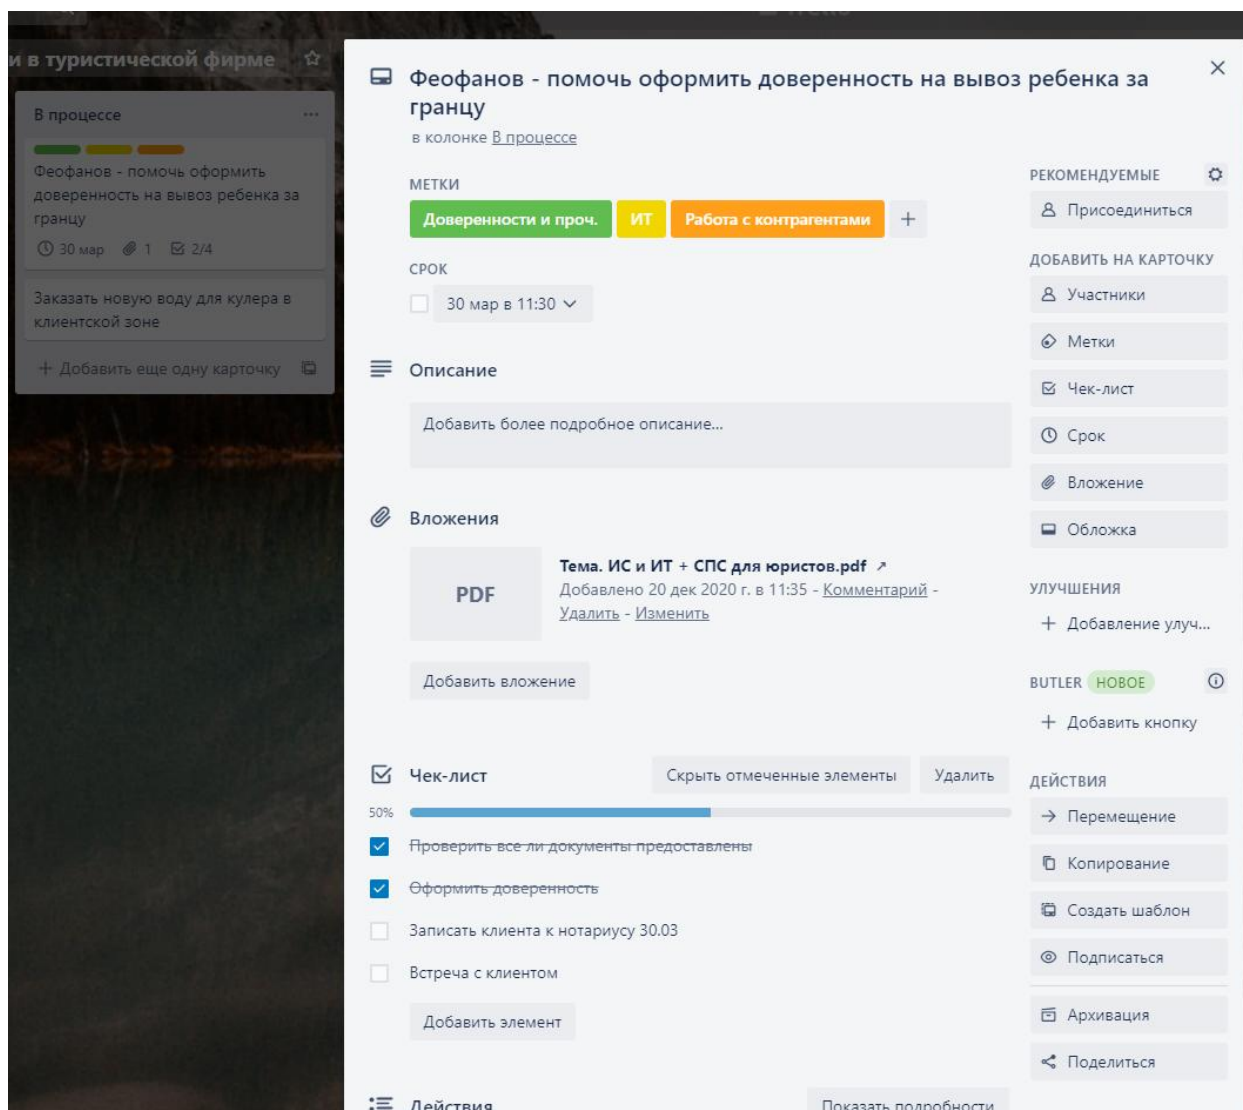 и в туристической фирме
В процессе
Феофанов - помочь оформить
доверенность на вывоз ребенка за
гранцу
30 мар 1 2/4
Заказать новую воду для кулера в
клиентской зоне
+ Добавить еще одну карточку
Феофанов - помочь оформить доверенность на вывоз ребенка за
гранцу
в колонке В процессе
МЕТКИ
Доверенности и проч. ИТ Работа с контрагентами +
СРОК
30 мар в 11:30
Описание
Добавить более подробное описание...
Вложения
PDF
Тема. ИС и ИТ + СПС для юристов.pdf ↗
Добавлено 20 дек 2020 г. в 11:35 - Комментарий -
Удалить - Изменить
Добавить вложение
Чек-лист
Скрыть отмеченные элементы
Удалить
50%
Проверить все ли документы предоставлены
Оформить доверенность
Записать клиента к нотариусу 30.03
Встреча с клиентом
Добавить элемент
Действия
Показать подробности
РЕКОМЕНДУЕМЫЕ
Присоединиться
ДОБАВИТЬ НА КАРТОЧКУ
Участники
Метки
Чек-лист
Срок
Вложение
Обложка
УЛУЧШЕНИЯ
+ Добавление улуч...
BUTLER НОВОЕ
+ Добавить кнопку
ДЕЙСТВИЯ
Перемещение
Копирование
Создать шаблон
Подписаться
Архивация
Поделиться